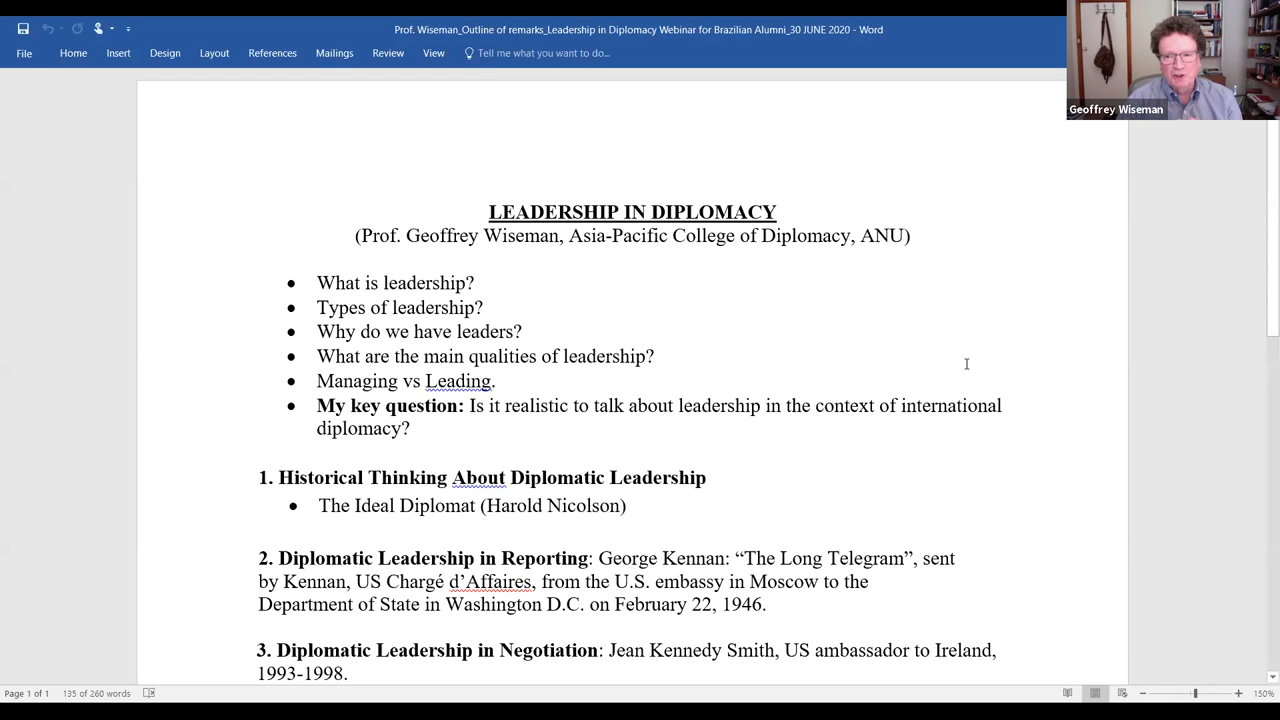 Prof. Wiseman_Outline of remarks_Leadership in Diplomacy Webinar for Brazilian Alumni_30 JUNE 2020 - Word
File Home Insert Design Layout References Mailings Review View Tell me what you want to do...
Geoffrey Wiseman
LEADERSHIP IN DIPLOMACY
(Prof. Geoffrey Wiseman, Asia-Pacific College of Diplomacy, ANU)
• What is leadership?
• Types of leadership?
• Why do we have leaders?
• What are the main qualities of leadership?
• Managing vs Leading.
• My key question: Is it realistic to talk about leadership in the context of international
diplomacy?
1. Historical Thinking About Diplomatic Leadership
• The Ideal Diplomat (Harold Nicolson)
2. Diplomatic Leadership in Reporting: George Kennan: “The Long Telegram”, sent
by Kennan, US Chargé d’Affaires, from the U.S. embassy in Moscow to the
Department of State in Washington D.C. on February 22, 1946.
3. Diplomatic Leadership in Negotiation: Jean Kennedy Smith, US ambassador to Ireland,
1993-1998.
Page 1 of 1 135 of 260 words 150%